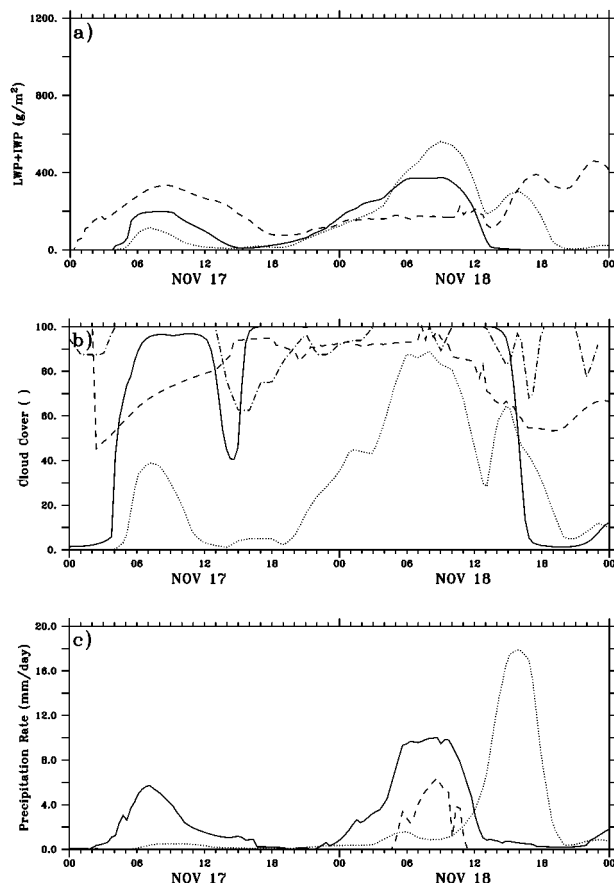 a)
LWP+IWP (g/m²)
1200.
800.
400.
0.
00 06 12 18 00 06 12 18 00
NOV 17 NOV 18
b)
Cloud Cover ( )
100.
80.
60.
40.
20.
0.
00 06 12 18 00 06 12 18 00
NOV 17 NOV 18
c)
Precipitation Rate (mm/day)
20.0
16.0
12.0
8.0
4.0
0.0
00 06 12 18 00 06 12 18 00
NOV 17 NOV 18